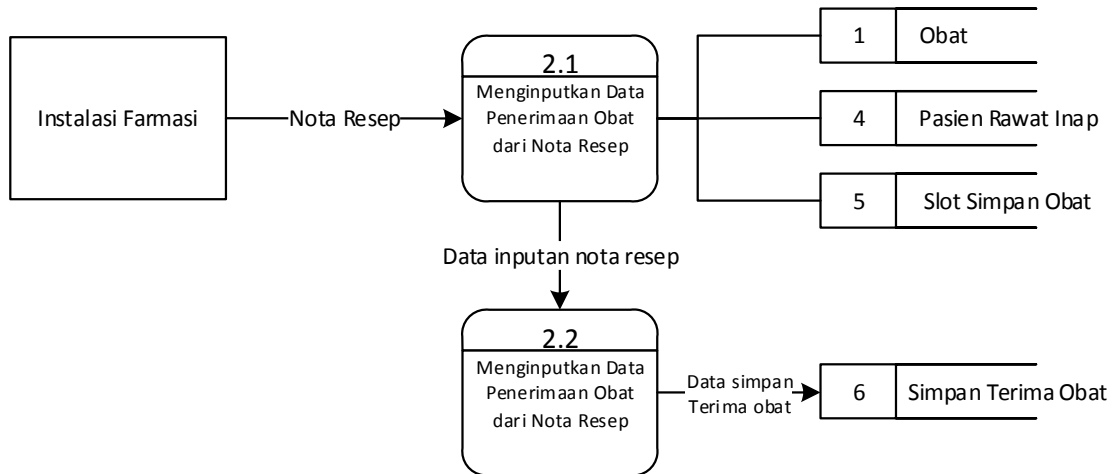 Instalasi Farmasi
Nota Resep
2.1
Menginputkan Data
Penerimaan Obat
dari Nota Resep
1 Obat
4 Pasien Rawat Inap
5 Slot Simpan Obat
Data inputan nota resep
2.2
Menginputkan Data
Penerimaan Obat
dari Nota Resep
Data simpan
Terima obat
6 Simpan Terima Obat